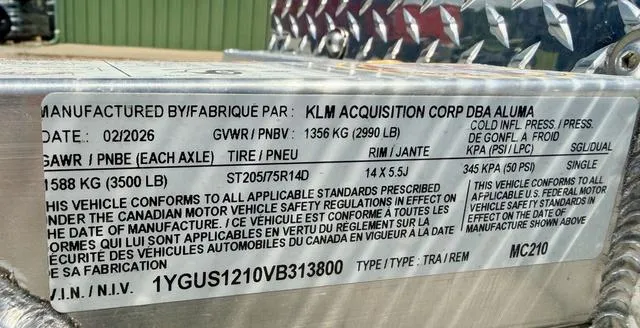 MANUFACTURED BY/FABRIQUÉ PAR : KLM ACQUISITION CORP DBA ALUMA
DATE.: 02/2026 GVWR / PNBV : 1356 KG (2990 LB) COLD INFL. PRESS. / PRESS. DE GONFL. À FROID
GAWR / PNBE (EACH AXLE) TIRE / PNEU RIM / JANTE KPA (PSI / LPC) SGL/DUAL
1588 KG (3500 LB) ST205/75R14D 14 X 5.5J 345 KPA (50 PSI) SINGLE
THIS VEHICLE CONFORMS TO ALL APPLICABLE STANDARDS PRESCRIBED
UNDER THE CANADIAN MOTOR VEHICLE SAFETY REGULATIONS IN EFFECT ON
THE DATE OF MANUFACTURE. / CE VÉHICULE EST CONFORME À TOUTES LES
NORMES QUI LUI SONT APPLICABLES EN VERTU DU RÈGLEMENT SUR LA
SÉCURITÉ DES VÉHICULES AUTOMOBILES DU CANADA EN VIGUEUR À LA DATE
DE SA FABRICATION.
THIS VEHICLE CONFORMS TO ALL
APPLICABLE U.S. FEDERAL MOTOR
VEHICLE SAFETY STANDARDS IN
EFFECT ON THE DATE OF
MANUFACTURE.
V.I.N. / N.I.V. 1YGUS1210VB313800 TYPE / TYPE : TRA / REM MC210